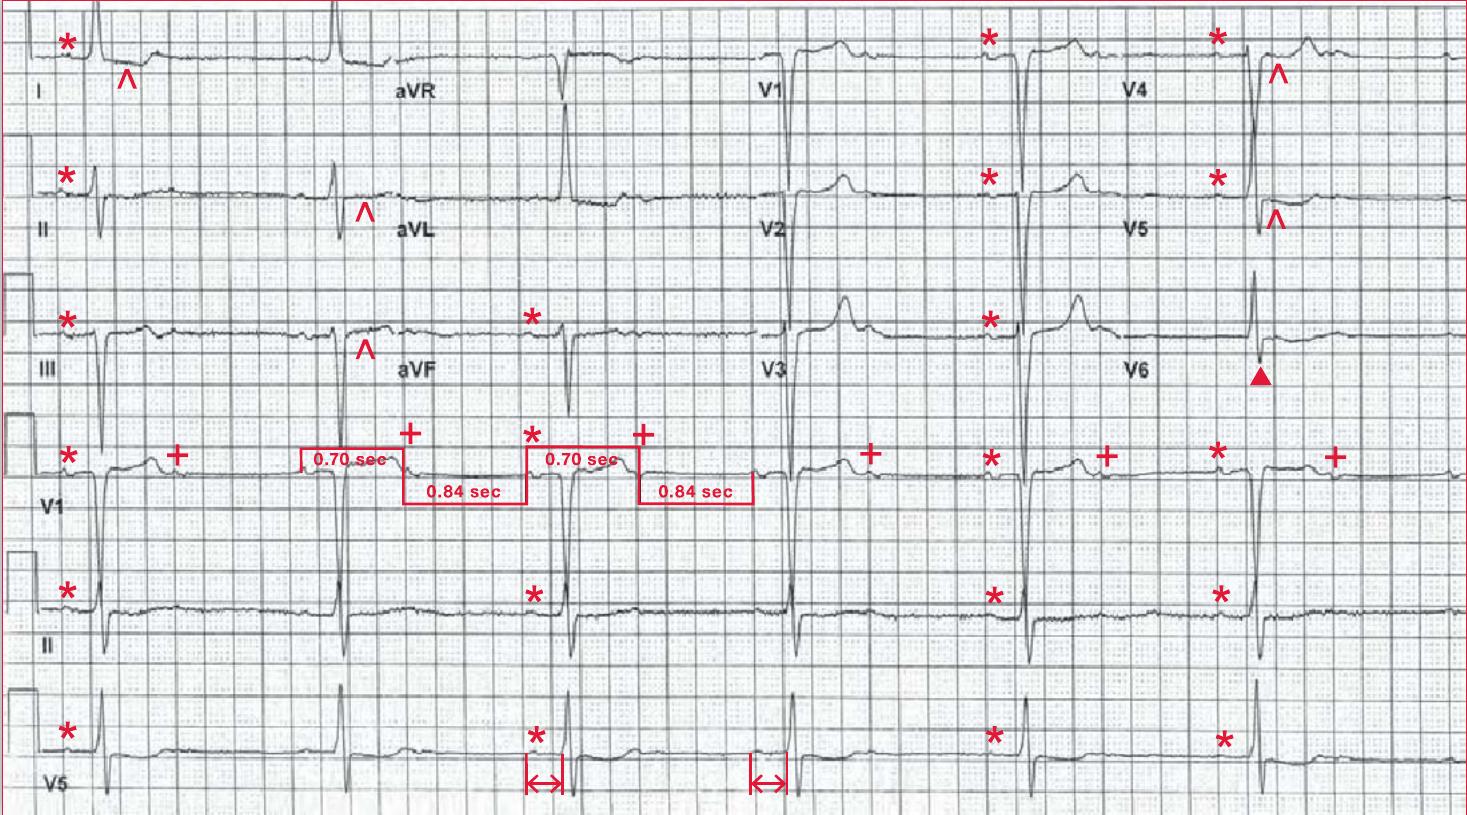 I aVR V1 V4
II aVL V2 V5
III aVF V3 V6
0.70 sec 0.70 sec
0.84 sec 0.84 sec
V1
II
V5